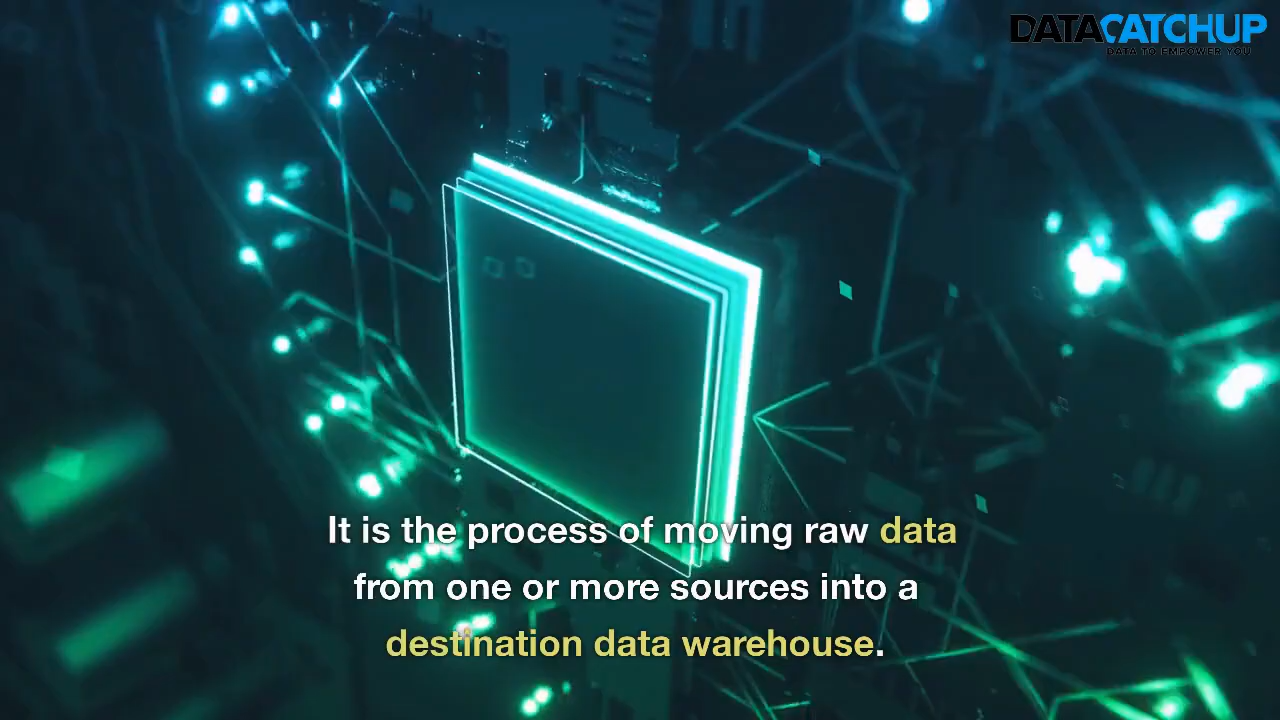 DATACATCHUP
DATA TO EMPOWER YOU
It is the process of moving raw data
from one or more sources into a
destination data warehouse.